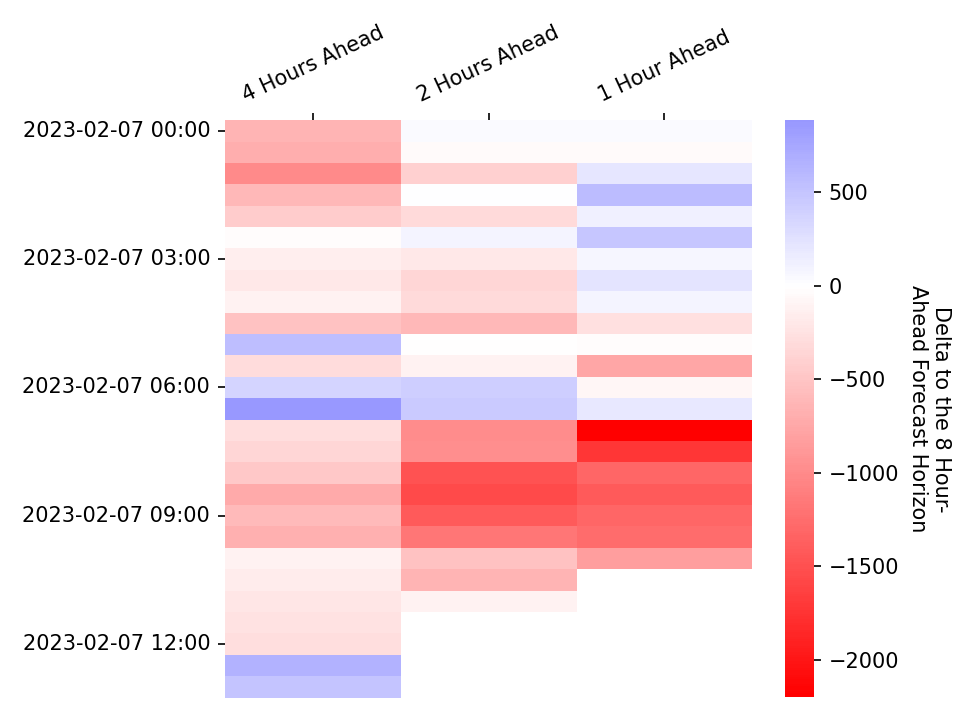 4 Hours Ahead
2 Hours Ahead
1 Hour Ahead
2023-02-07 00:00
2023-02-07 03:00
2023-02-07 06:00
2023-02-07 09:00
2023-02-07 12:00
500
0
−500
−1000
−1500
−2000
Delta to the 8 Hour-
Ahead Forecast Horizon